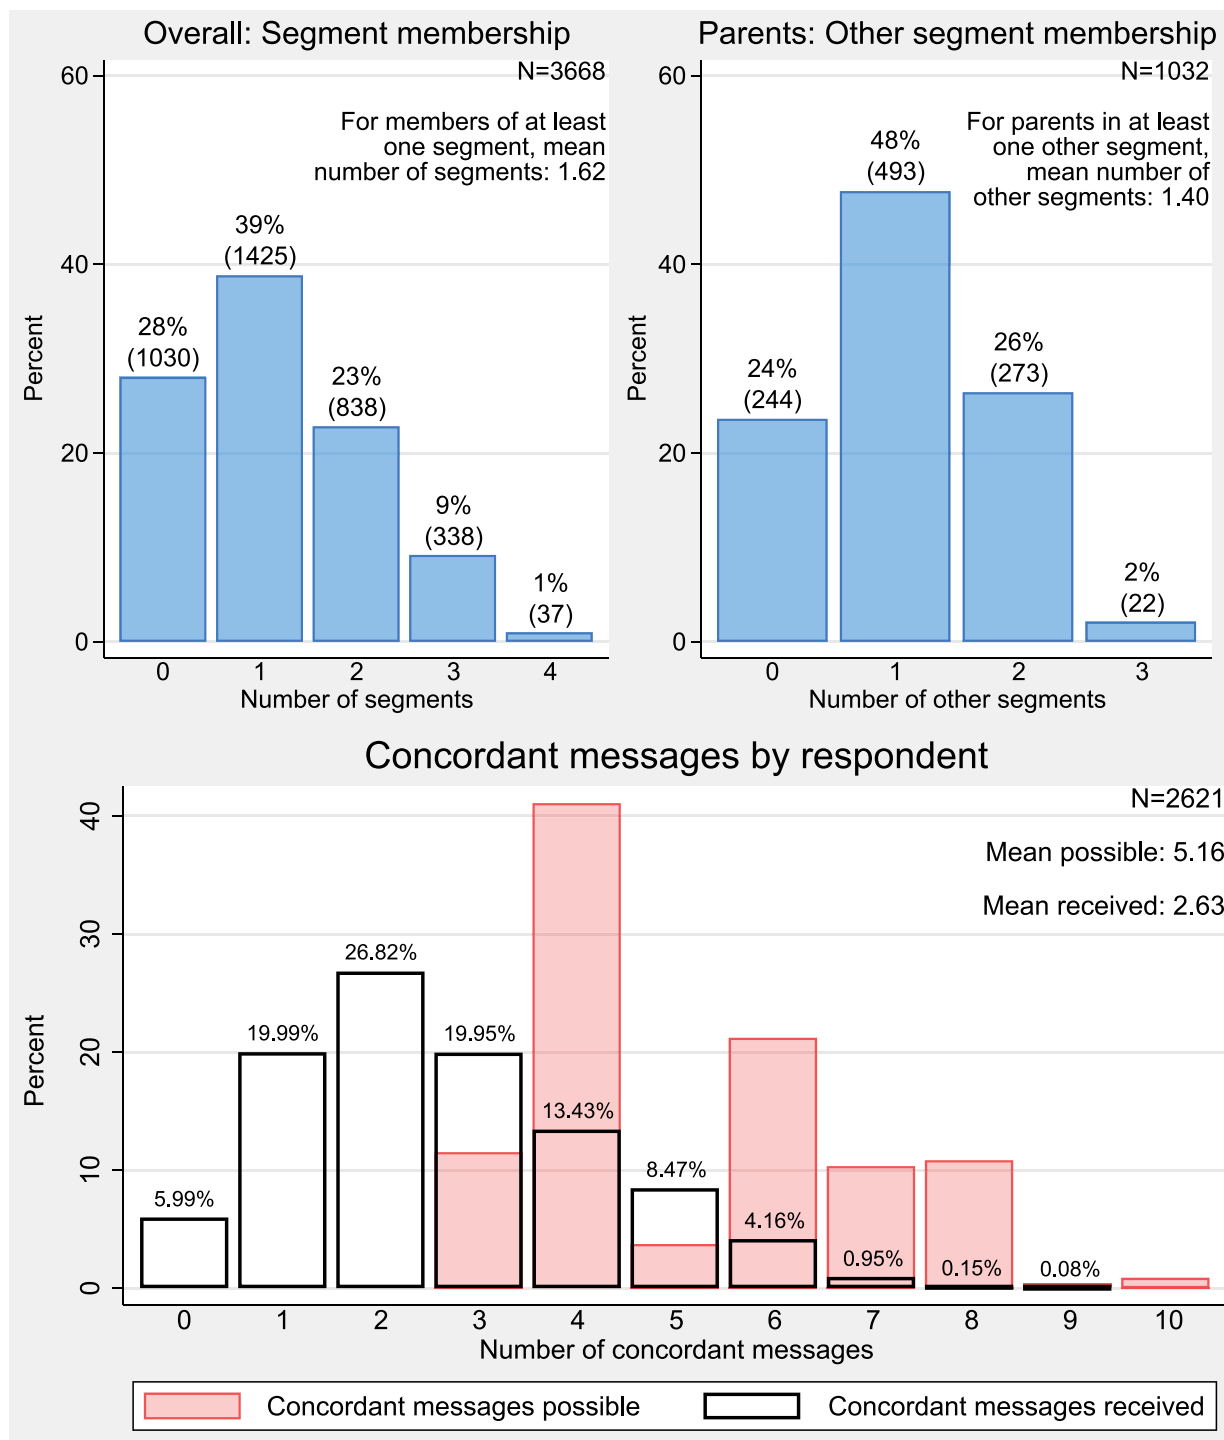 Overall: Segment membership
N=3668
For members of at least
one segment, mean
number of segments: 1.62
Percent
60
40
20
0
28%
(1030)
39%
(1425)
23%
(838)
9%
(338)
1%
(37)
0 1 2 3 4
Number of segments
Parents: Other segment membership
N=1032
For parents in at least
one other segment,
mean number of
other segments: 1.40
Percent
60
40
20
0
24%
(244)
48%
(493)
26%
(273)
2%
(22)
0 1 2 3
Number of other segments
Concordant messages by respondent
N=2621
Mean possible: 5.16
Mean received: 2.63
Percent
40
30
20
10
0
5.99%
19.99%
26.82%
19.95%
13.43%
8.47%
4.16%
0.95%
0.15%
0.08%
0 1 2 3 4 5 6 7 8 9 10
Number of concordant messages
Concordant messages possible
Concordant messages received